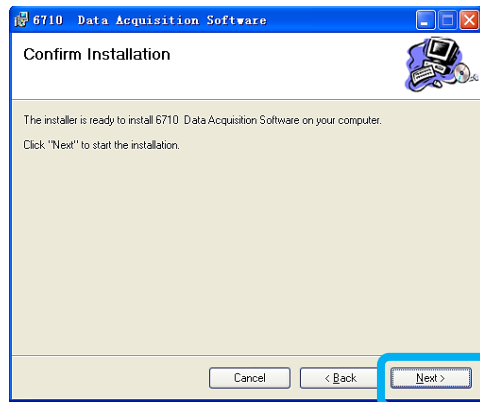 6710 Data Acquisition Software
Confirm Installation
The installer is ready to install 6710 Data Acquisition Software on your computer.
Click "Next" to start the installation.
Cancel
< Back
Next >